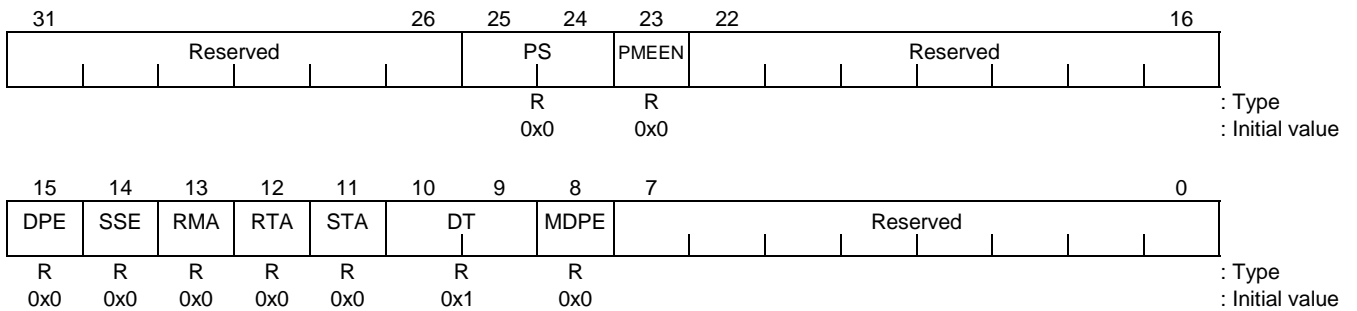 31 26 25 24 23 22 16
Reserved PS PMEEN Reserved
R R : Type
0x0 0x0 : Initial value
15 14 13 12 11 10 9 8 7 0
DPE SSE RMA RTA STA DT MDPE Reserved
R R R R R R R : Type
0x0 0x0 0x0 0x0 0x0 0x1 0x0 : Initial value